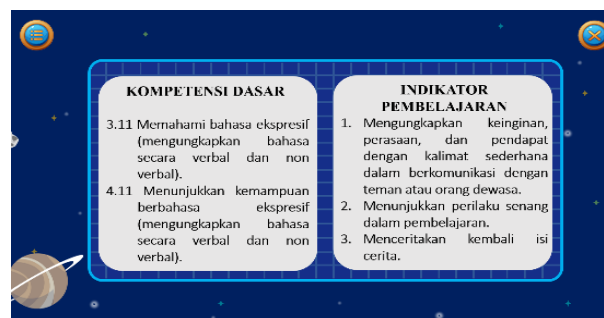 KOMPETENSI DASAR
3.11 Memahami bahasa ekspresif
(mengungkapkan bahasa
secara verbal dan non
verbal).
4.11 Menunjukkan kemampuan
berbahasa ekspresif
(mengungkapkan bahasa
secara verbal dan non
verbal).
INDIKATOR
PEMBELAJARAN
1. Mengungkapkan keinginan,
perasaan, dan pendapat
dengan kalimat sederhana
dalam berkomunikasi dengan
teman atau orang dewasa.
2. Menunjukkan perilaku senang
dalam pembelajaran.
3. Menceritakan kembali isi
cerita.